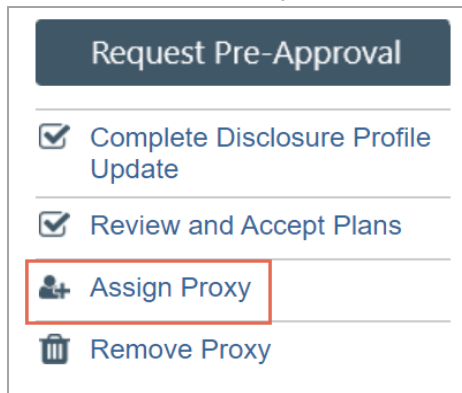 Request Pre-Approval
Complete Disclosure Profile
Update
Review and Accept Plans
Assign Proxy
Remove Proxy